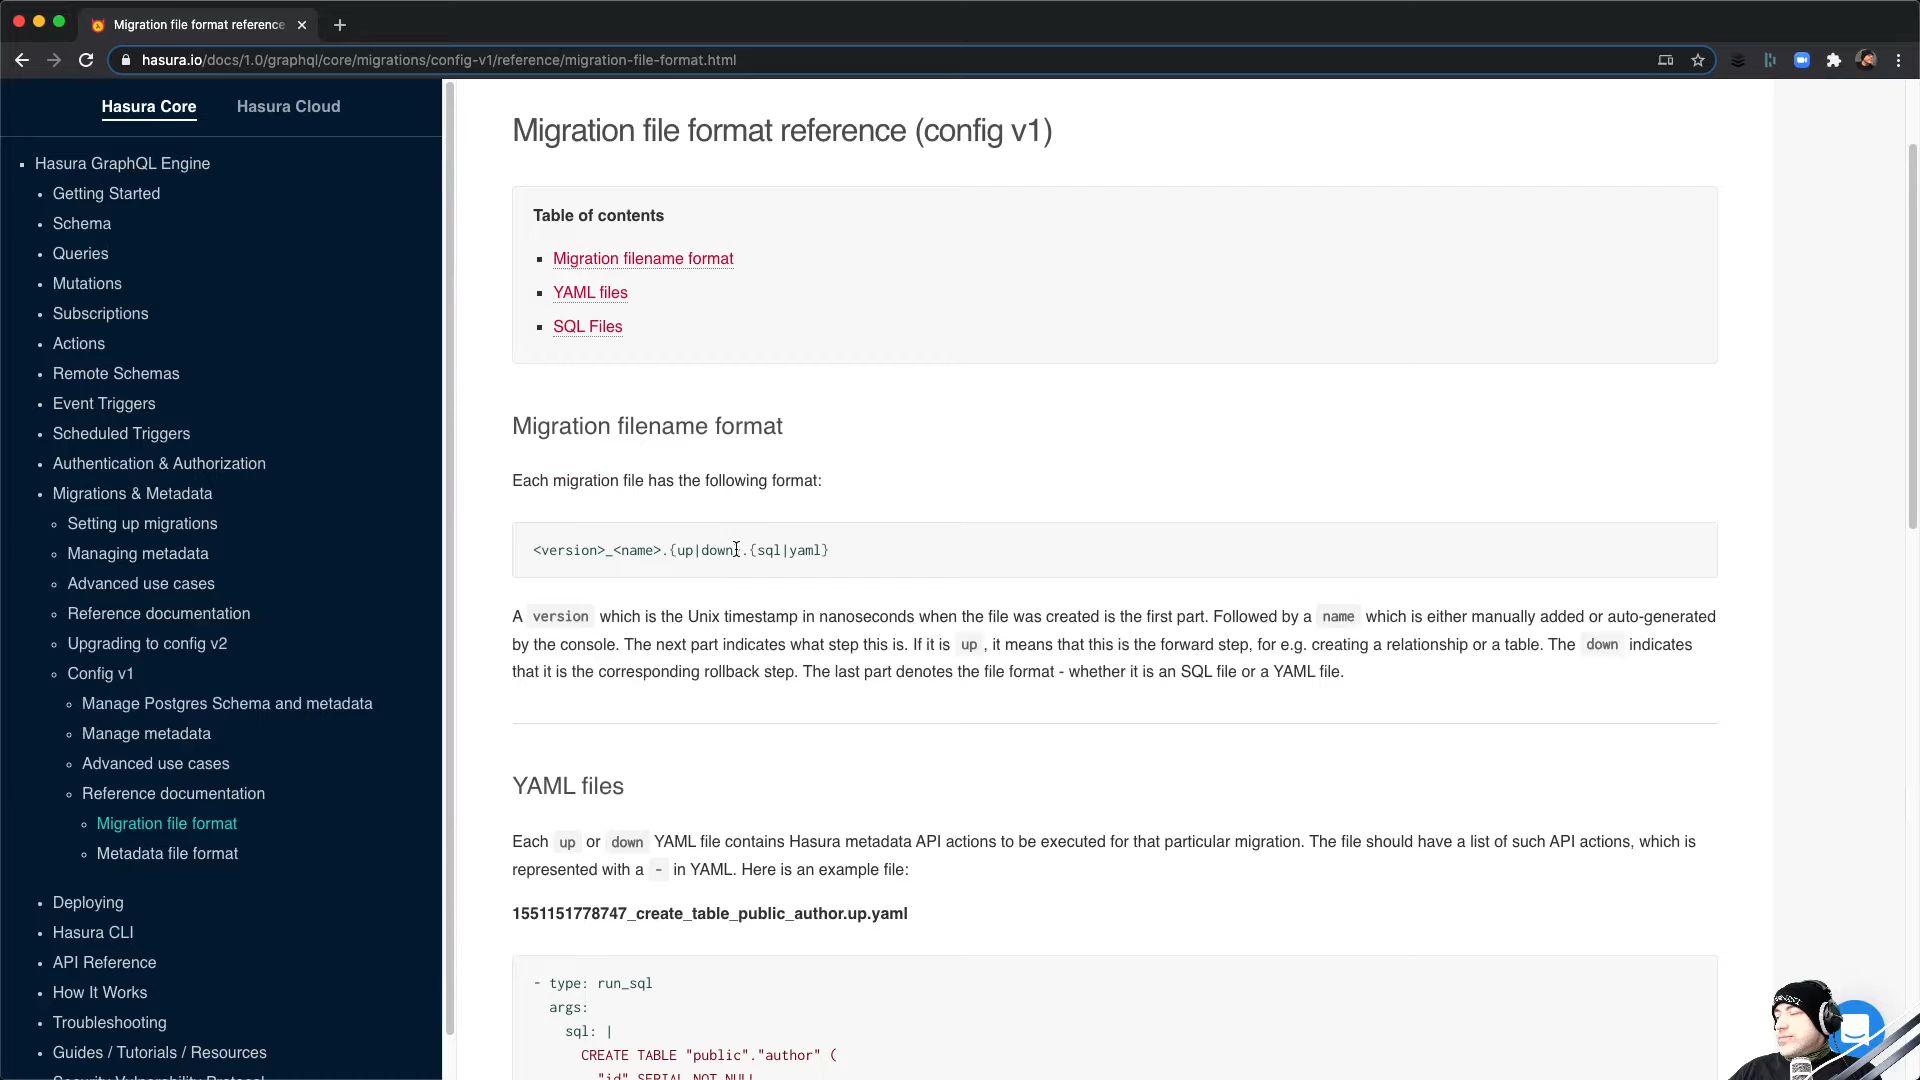 Migration file format reference
hasura.io/docs/1.0/graphql/core/migrations/config-v1/reference/migration-file-format.html
Hasura Core
Hasura Cloud
Hasura GraphQL Engine
Getting Started
Schema
Queries
Mutations
Subscriptions
Actions
Remote Schemas
Event Triggers
Scheduled Triggers
Authentication & Authorization
Migrations & Metadata
Setting up migrations
Managing metadata
Advanced use cases
Reference documentation
Upgrading to config v2
Config v1
Manage Postgres Schema and metadata
Manage metadata
Advanced use cases
Reference documentation
Migration file format
Metadata file format
Deploying
Hasura CLI
API Reference
How It Works
Troubleshooting
Guides / Tutorials / Resources
Security Vulnerability Protocol
Migration file format reference (config v1)
Table of contents
Migration filename format
YAML files
SQL Files
Migration filename format
Each migration file has the following format:
<version>_<name>.{up|down}.{sql|yaml}
A version which is the Unix timestamp in nanoseconds when the file was created is the first part. Followed by a name which is either manually added or auto-generated
by the console. The next part indicates what step this is. If it is up , it means that this is the forward step, for e.g. creating a relationship or a table. The down indicates
that it is the corresponding rollback step. The last part denotes the file format - whether it is an SQL file or a YAML file.
YAML files
Each up or down YAML file contains Hasura metadata API actions to be executed for that particular migration. The file should have a list of such API actions, which is
represented with a - in YAML. Here is an example file:
1551151778747_create_table_public_author.up.yaml
- type: run_sql
args:
sql: |
CREATE TABLE "public"."author" (
"id" SERIAL NOT NULL